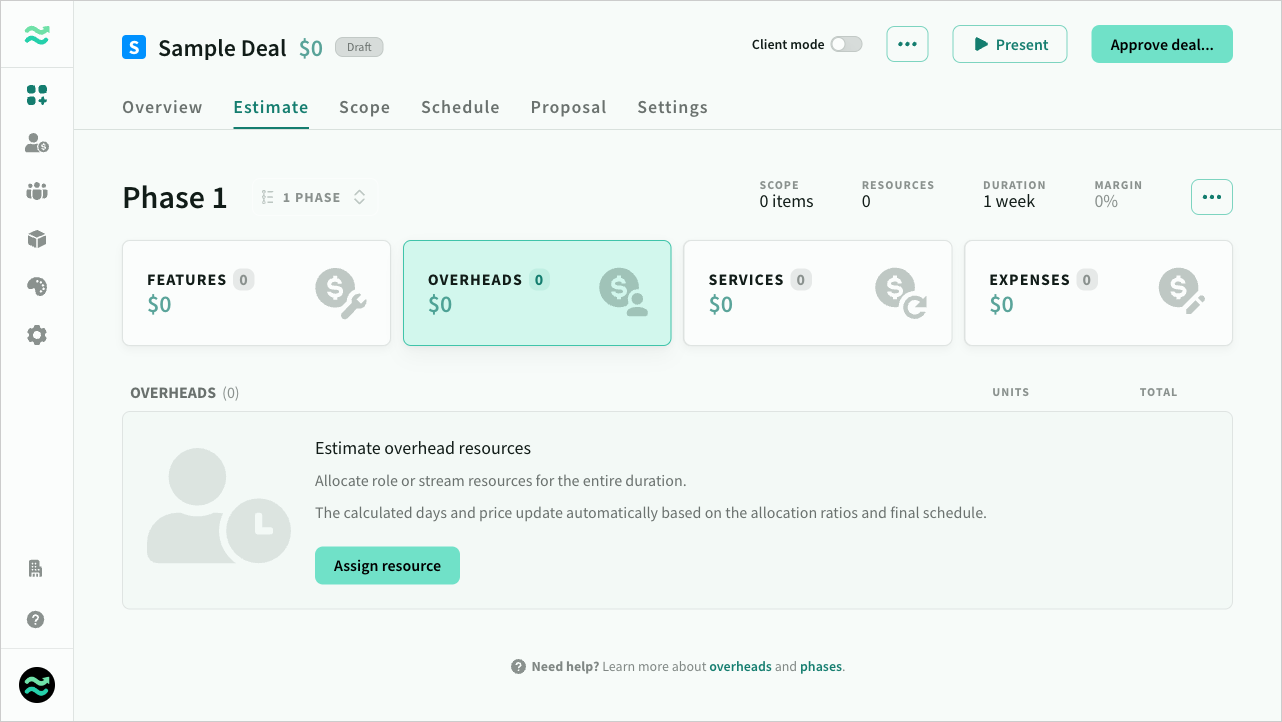 S Sample Deal $0 Draft
Client mode
Present
Approve deal...
Overview Estimate Scope Schedule Proposal Settings
Phase 1
1 PHASE
SCOPE RESOURCES DURATION MARGIN
0 items 0 1 week 0%
FEATURES 0
$0
$
OVERHEADS 0
$0
$
SERVICES 0
$0
$
EXPENSES 0
$0
$
OVERHEADS (0) UNITS TOTAL
Estimate overhead resources
Allocate role or stream resources for the entire duration.
The calculated days and price update automatically based on the allocation ratios and final schedule.
Assign resource
? Need help? Learn more about overheads and phases.